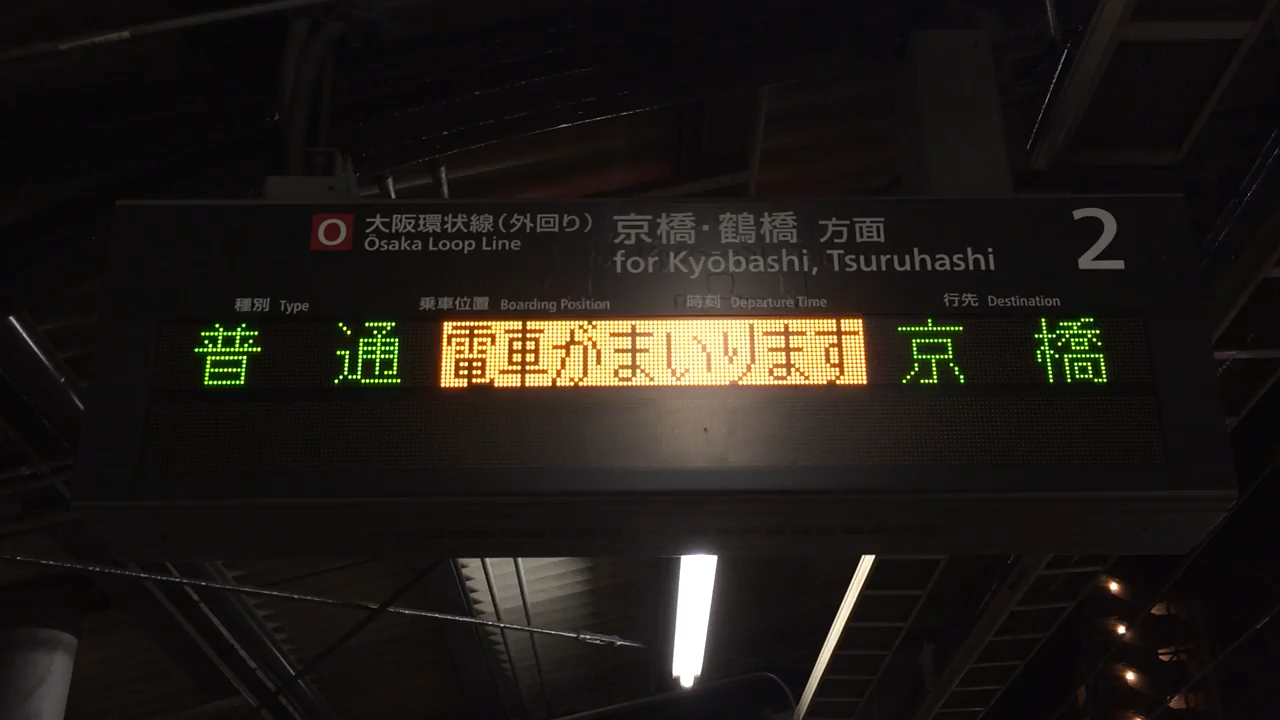 O 大阪環状線(外回り) 京橋・鶴橋 方面 2
Ōsaka Loop Line for Kyōbashi, Tsuruhashi
種別 Type 乗車位置 Boarding Position 時刻 Departure Time 行先 Destination
普通 電車がまいります 京橋